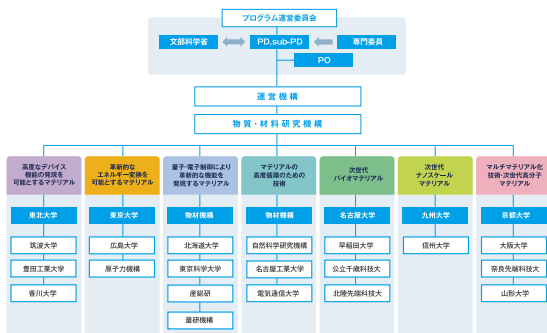 プログラム運営委員会
文部科学省
PD,sub-PD
専門委員
PO
運営機構
物質・材料研究機構
高度なデバイス
機能の発現を
可能とするマテリアル
東北大学
筑波大学
豊田工業大学
香川大学
革新的な
エネルギー変換を
可能とするマテリアル
東京大学
広島大学
原子力機構
量子・電子制御により
革新的な機能を
発現するマテリアル
物材機構
北海道大学
東京科学大学
産総研
量研機構
マテリアルの
高度循環のための
技術
物材機構
自然科学研究機構
名古屋工業大学
電気通信大学
次世代
バイオマテリアル
名古屋大学
早稲田大学
公立千歳科技大
北陸先端科技大
次世代
ナノスケール
マテリアル
九州大学
信州大学
マルチマテリアル化
技術・次世代高分子
マテリアル
京都大学
大阪大学
奈良先端科技大
山形大学